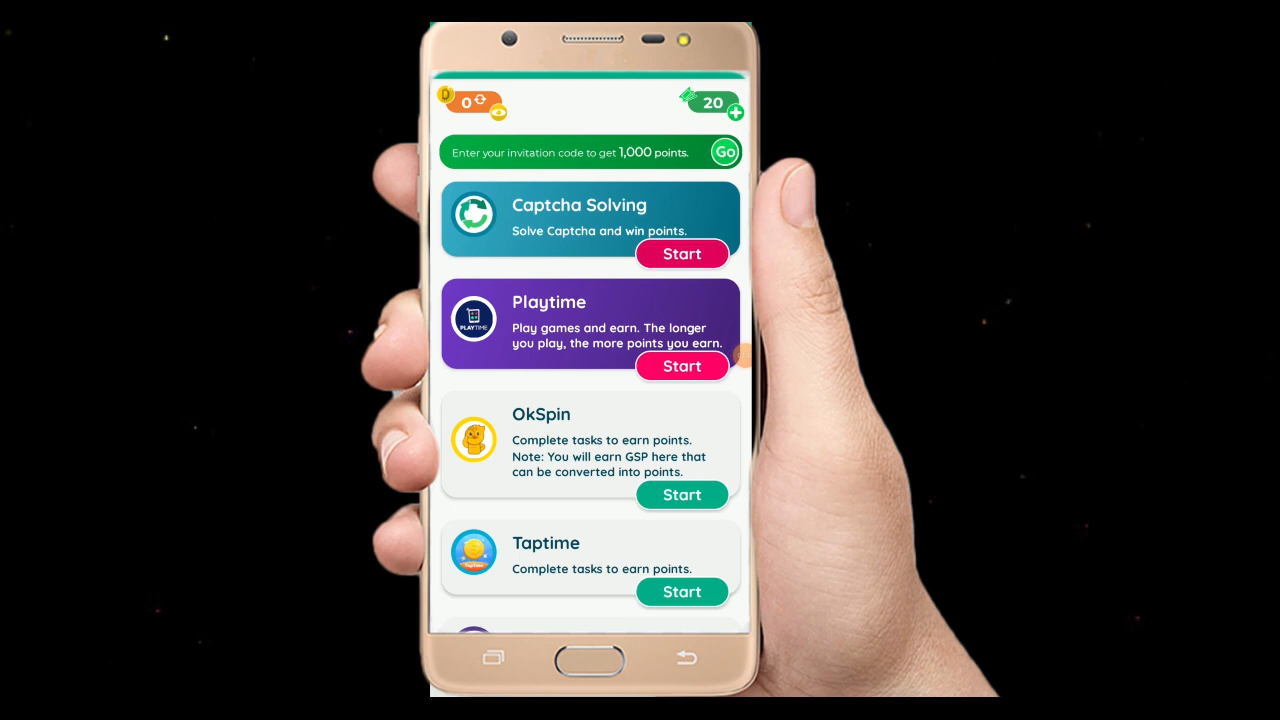 0
20
Enter your invitation code to get 1,000 points.
Go
Captcha Solving
Solve Captcha and win points.
Start
PLAYTIME
Playtime
Play games and earn. The longer
you play, the more points you earn.
Start
OkSpin
Complete tasks to earn points.
Note: You will earn GSP here that
can be converted into points.
Start
TapTime
Taptime
Complete tasks to earn points.
Start